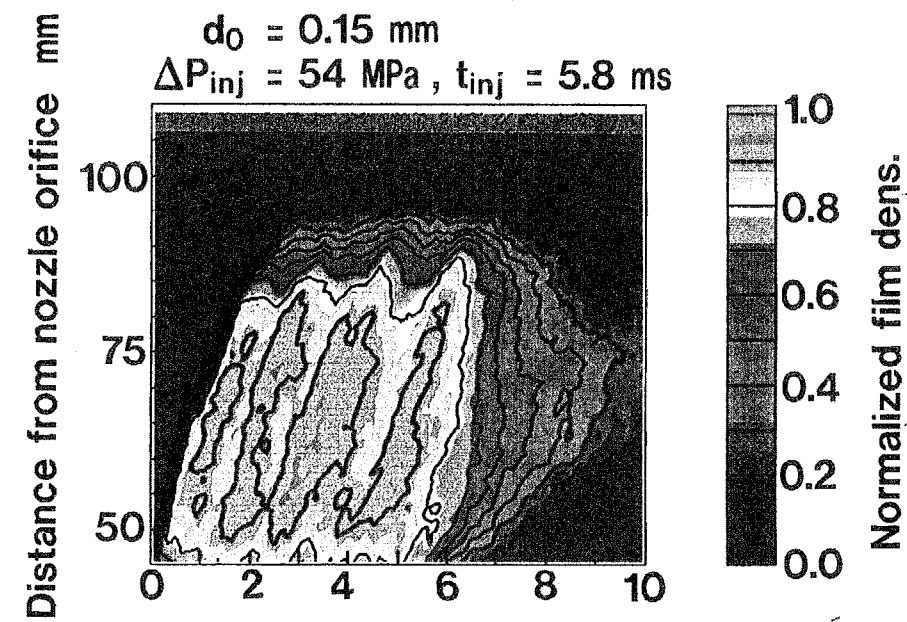 d₀ = 0.15 mm
ΔPinj = 54 MPa , tinj = 5.8 ms
Distance from nozzle orifice mm
100
75
50
0 2 4 6 8 10
1.0
0.8
0.6
0.4
0.2
0.0
Normalized film dens.